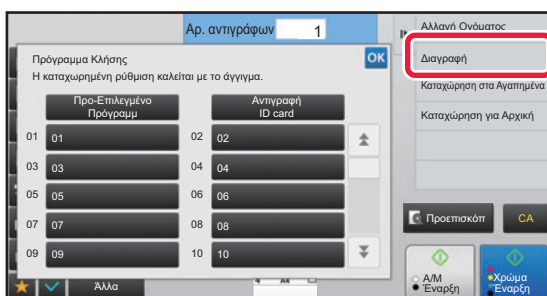 Αρ. αντιγράφων 1
Πρόγραμμα Κλήσης
OK
Η καταχωρημένη ρύθμιση καλείται με το άγγιγμα.
Προ-Επιλεγμένο
Πρόγραμμ
Αντιγραφή
ID card
01 01 02 02
03 03 04 04
05 05 06 06
07 07 08 08
09 09 10 10
Άλλα
A4
Αλλαγή Ονόματος
Διαγραφή
Καταχώρηση στα Αγαπημένα
Καταχώρηση για Αρχική
Προεπισκόπ
CA
Α/Μ
Έναρξη
Χρώμα
Έναρξη